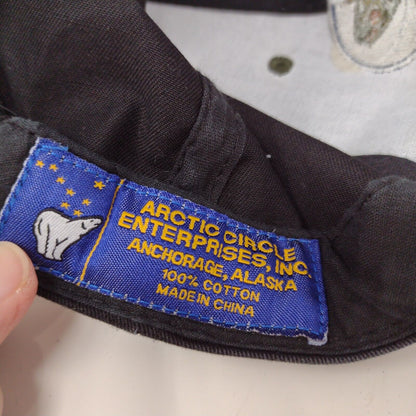 ARCTIC CIRCLE
ENTERPRISES, INC.
ANCHORAGE, ALASKA
100% COTTON
MADE IN CHINA